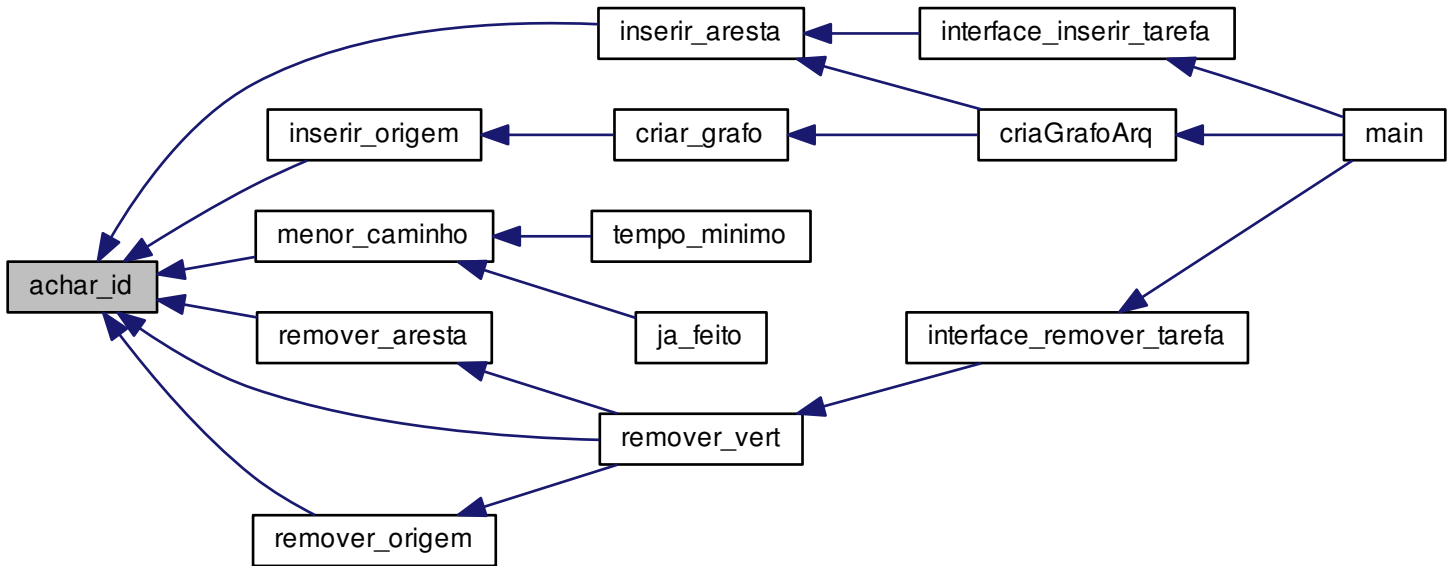 inserir_aresta
interface_inserir_tarefa
inserir_origem
criar_grafo
criaGrafoArq
main
menor_caminho
tempo_minimo
achar_id
remover_aresta
ja_feito
interface_remover_tarefa
remover_vert
remover_origem